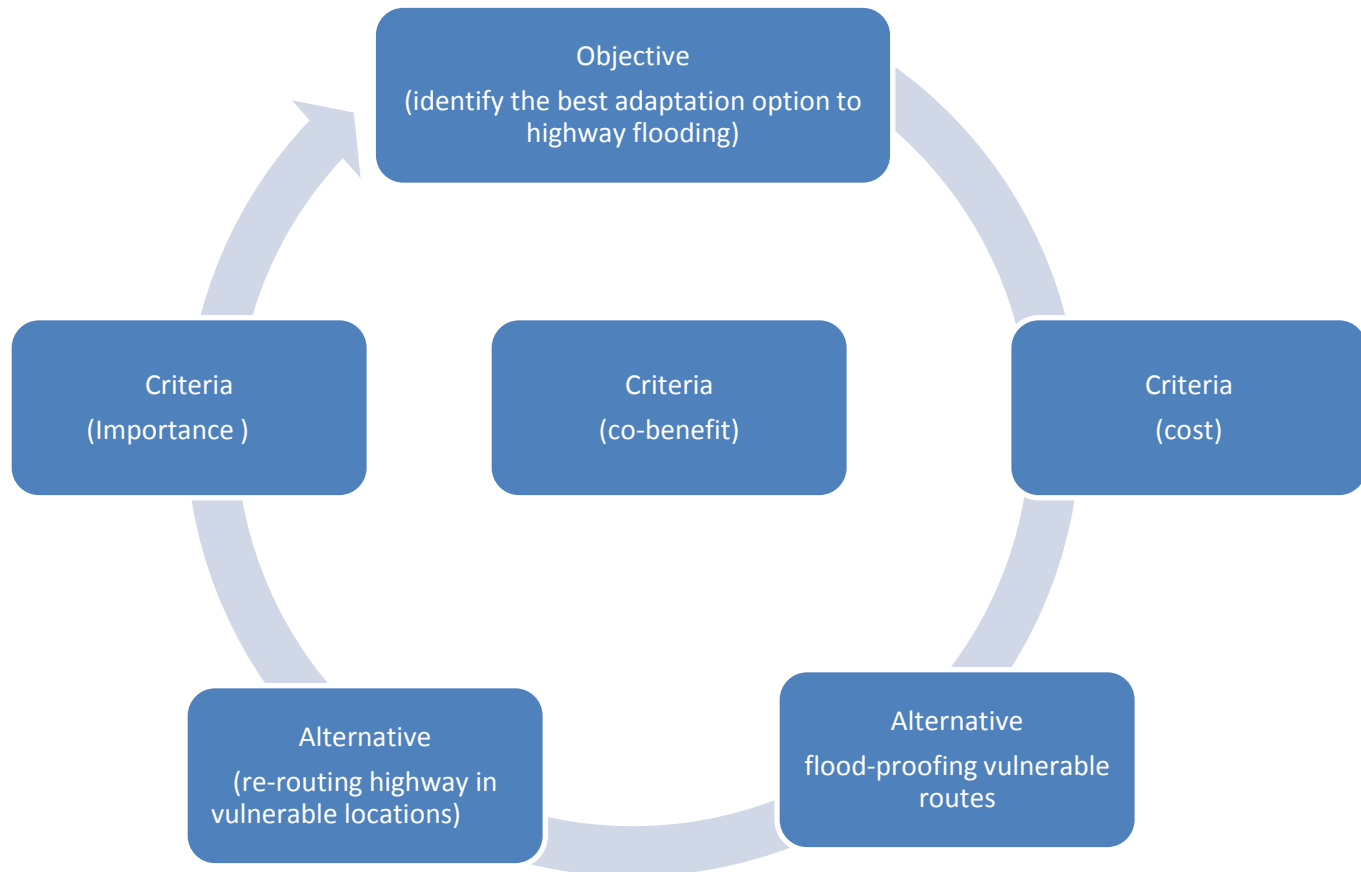 Objective
(identify the best adaptation option to
highway flooding)
Criteria
(Importance )
Criteria
(co-benefit)
Criteria
(cost)
Alternative
(re-routing highway in
vulnerable locations)
Alternative
flood-proofing vulnerable
routes